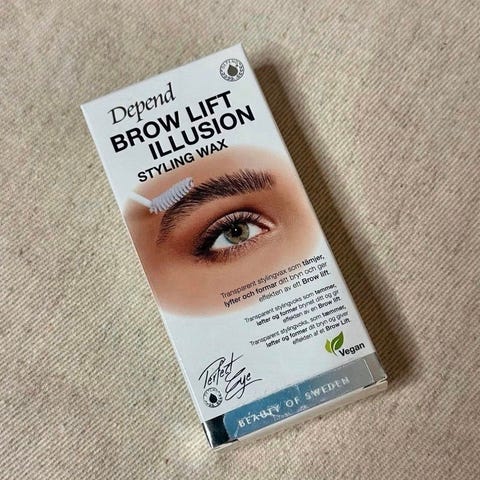 Depend
BROW LIFT
ILLUSION
STYLING WAX
Transparent stylingvax som tämjer,
lyfter och formar ditt bryn och ger
effekten av ett Brow lift.
Transparent stylingvoks som tæmmer,
løfter og former brynet ditt og gir
effekten av en Brow lift
Transparent stylingvoks, som tæmmer,
løfter og former dit bryn og giver
effekten af et Brow Lift.
Vegan
Perfect
Eye
BEAUTY OF SWEDEN